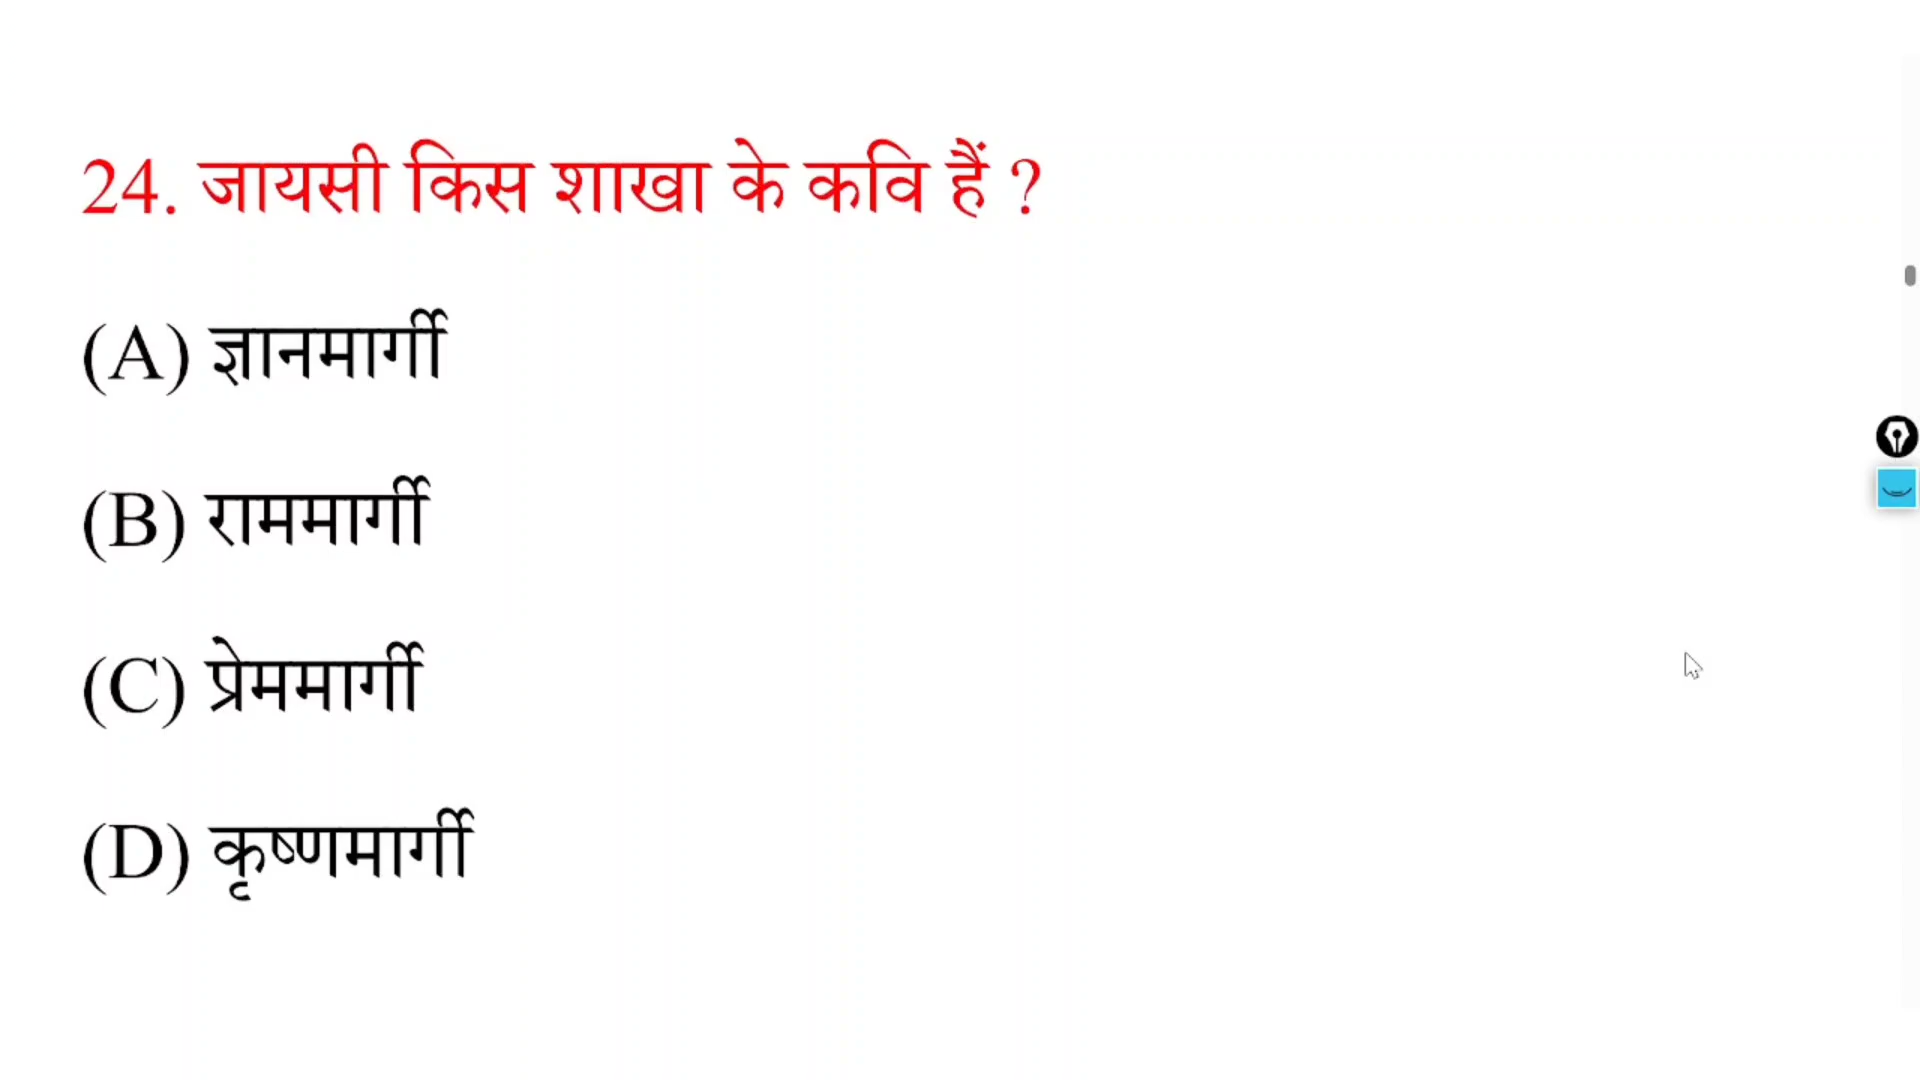 24. जायसी किस शाखा के कवि हैं ?
(A) ज्ञानमार्गी
(B) राममार्गी
(C) प्रेममार्गी
(D) कृष्णमार्गी